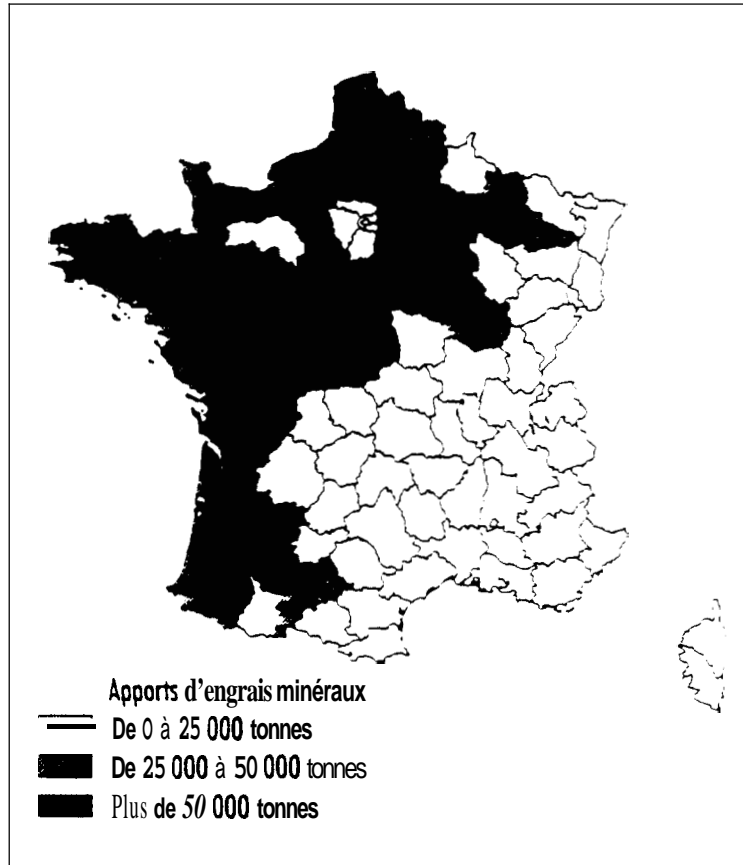 Apports d'engrais minéraux
De 0 à 25 000 tonnes
De 25 000 à 50 000 tonnes
Plus de 50 000 tonnes